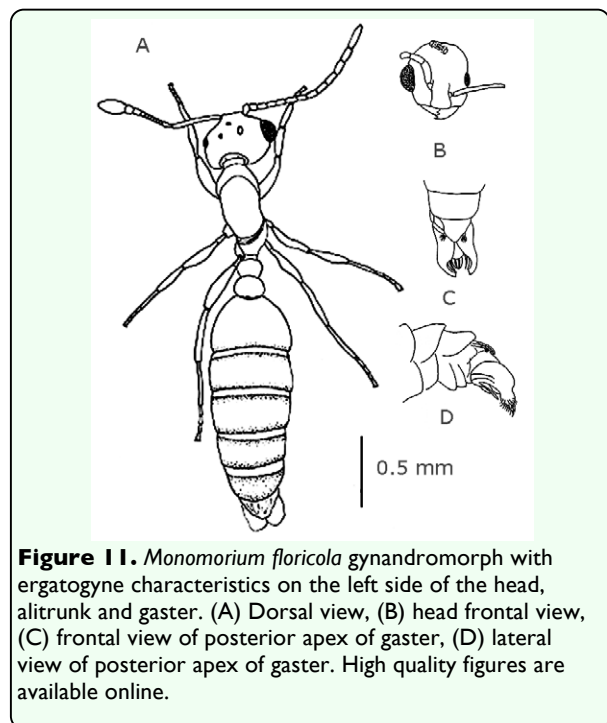 A
B
C
D
0.5 mm
Figure 11. Monomorium floricola gynandromorph with
ergatogyne characteristics on the left side of the head,
alitrunk and gaster. (A) Dorsal view, (B) head frontal view,
(C) frontal view of posterior apex of gaster, (D) lateral
view of posterior apex of gaster. High quality figures are
available online.